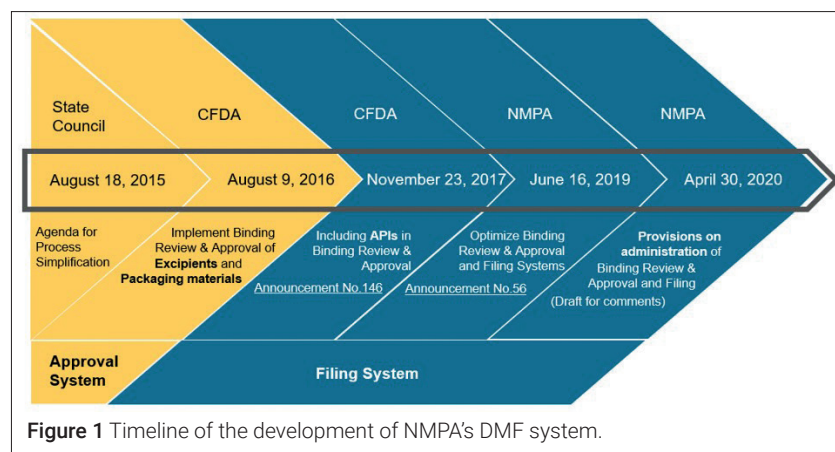 State
Council
CFDA
CFDA
NMPA
NMPA
August 18, 2015
August 9, 2016
November 23, 2017
June 16, 2019
April 30, 2020
Agenda for
Process
Simplification
Implement Binding
Review & Approval of
Excipients and
Packaging materials
Including APIs in
Binding Review &
Approval
Announcement No.146
Optimize Binding
Review & Approval
and Filing Systems
Announcement No.56
Provisions on
administration of
Binding Review &
Approval and Filing
(Draft for comments)
Approval
System
Filing System
Figure 1 Timeline of the development of NMPA's DMF system.